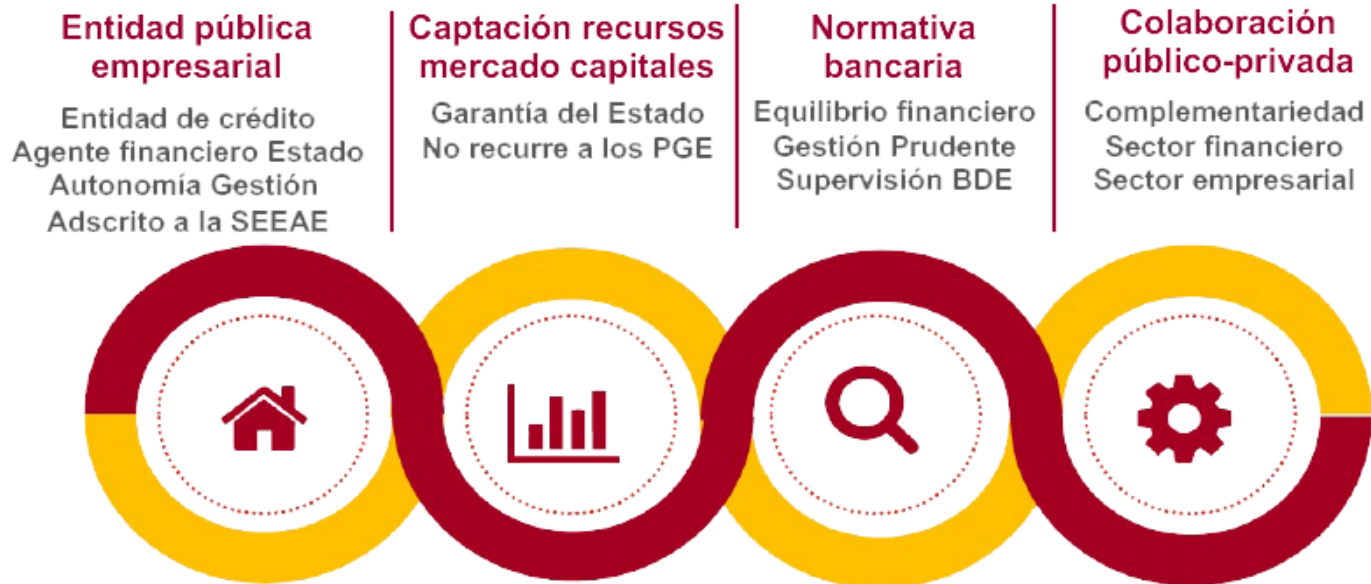 Entidad pública
empresarial
Entidad de crédito
Agente financiero Estado
Autonomía Gestión
Adscrito a la SEEAE
Captación recursos
mercado capitales
Garantía del Estado
No recurre a los PGE
Normativa
bancaria
Equilibrio financiero
Gestión Prudente
Supervisión BDE
Colaboración
público-privada
Complementariedad
Sector financiero
Sector empresarial